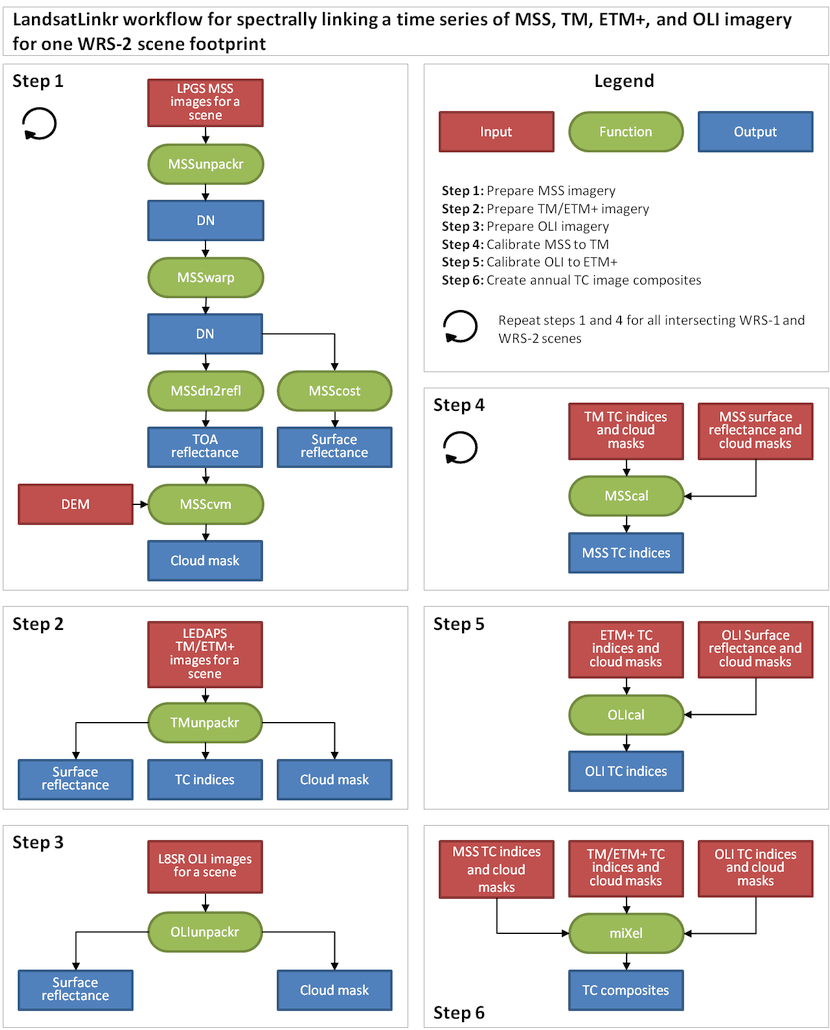 LandsatLinkr workflow for spectrally linking a time series of MSS, TM, ETM+, and OLI imagery
for one WRS-2 scene footprint
Step 1
LPGS MSS
images for a
scene
MSSunpackr
DN
MSSwarp
DN
MSSdn2refl
MSScost
TOA
reflectance
Surface
reflectance
DEM
MSScvm
Cloud mask
Legend
Input
Function
Output
Step 1: Prepare MSS imagery
Step 2: Prepare TM/ETM+ imagery
Step 3: Prepare OLI imagery
Step 4: Calibrate MSS to TM
Step 5: Calibrate OLI to ETM+
Step 6: Create annual TC image composites
Repeat steps 1 and 4 for all intersecting WRS-1 and
WRS-2 scenes
Step 4
TM TC indices
and cloud
masks
MSS surface
reflectance and
cloud masks
MSScal
MSS TC indices
Step 2
LEDAPS
TM/ETM+
images for a
scene
TMunpackr
Surface
reflectance
TC indices
Cloud mask
Step 5
ETM+ TC
indices and
cloud masks
OLI Surface
reflectance and
cloud masks
OLIcal
OLI TC indices
Step 3
L8SR OLI images
for a scene
OLIunpackr
Surface
reflectance
Cloud mask
MSS TC indices
and cloud
masks
TM/ETM+ TC
indices and
cloud masks
OLI TC indices
and cloud
masks
miXel
TC composites
Step 6